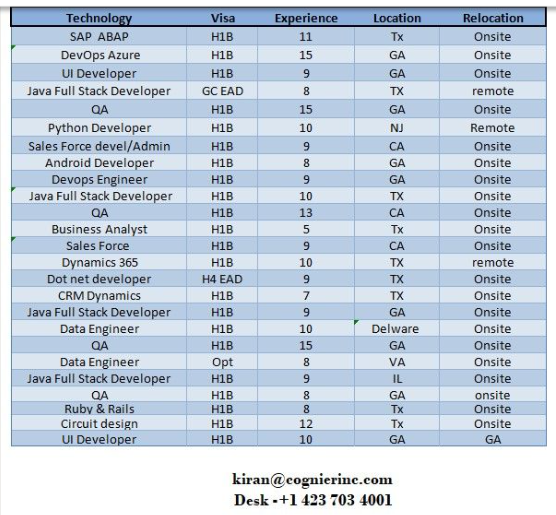 Technology Visa Experience Location Relocation
SAP ABAP H1B 11 Tx Onsite
DevOps Azure H1B 15 GA Onsite
UI Developer H1B 9 GA Onsite
Java Full Stack Developer GC EAD 8 TX remote
QA H1B 15 GA Onsite
Python Developer H1B 10 NJ Remote
Sales Force devel/Admin H1B 9 CA Onsite
Android Developer H1B 8 GA Onsite
Devops Engineer H1B 9 GA Onsite
Java Full Stack Developer H1B 10 TX Onsite
QA H1B 13 CA Onsite
Business Analyst H1B 5 Tx Onsite
Sales Force H1B 9 CA Onsite
Dynamics 365 H1B 10 TX remote
Dot net developer H4 EAD 9 TX Onsite
CRM Dynamics H1B 7 TX Onsite
Java Full Stack Developer H1B 9 GA Onsite
Data Engineer H1B 10 Delware Onsite
QA H1B 15 GA Onsite
Data Engineer Opt 8 VA Onsite
Java Full Stack Developer H1B 9 IL Onsite
QA H1B 8 GA onsite
Ruby & Rails H1B 8 Tx Onsite
Circuit design H1B 12 Tx Onsite
UI Developer H1B 10 GA GA
kiran@cognierinc.com
Desk -+1 423 703 4001